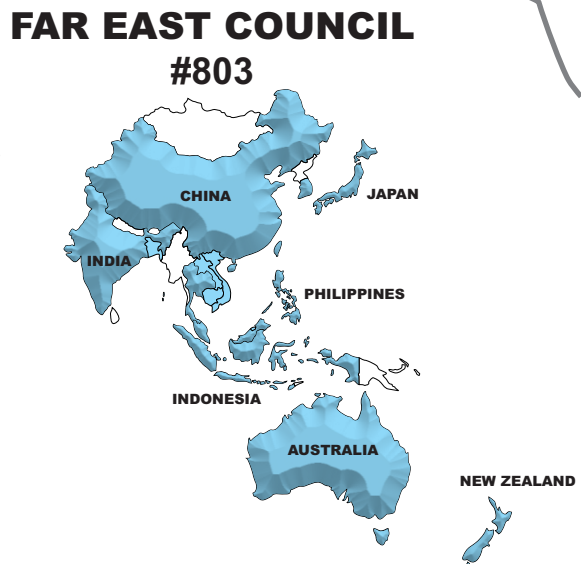 FAR EAST COUNCIL
#803
CHINA
JAPAN
INDIA
PHILIPPINES
INDONESIA
AUSTRALIA
NEW ZEALAND